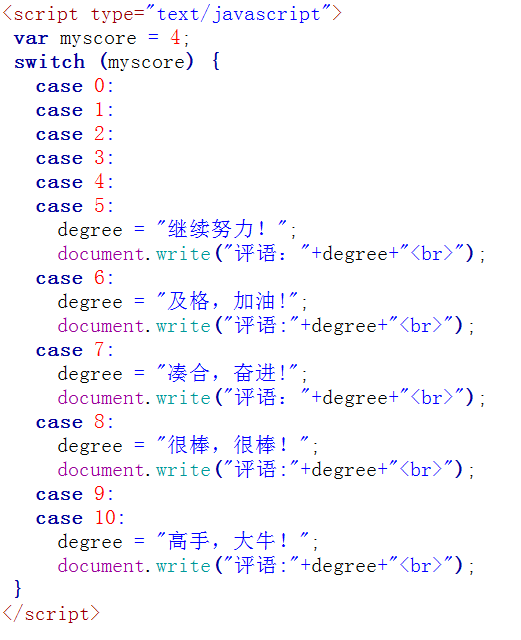 <script type="text/javascript">
var myscore = 4;
switch (myscore) {
case 0:
case 1:
case 2:
case 3:
case 4:
case 5:
degree = "继续努力！";
document.write("评语："+degree+"<br>");
case 6:
degree = "及格，加油!";
document.write("评语:"+degree+"<br>");
case 7:
degree = "凑合，奋进!";
document.write("评语："+degree+"<br>");
case 8:
degree = "很棒，很棒！";
document.write("评语:"+degree+"<br>");
case 9:
case 10:
degree = "高手，大牛！";
document.write("评语:"+degree+"<br>");
}
</script>